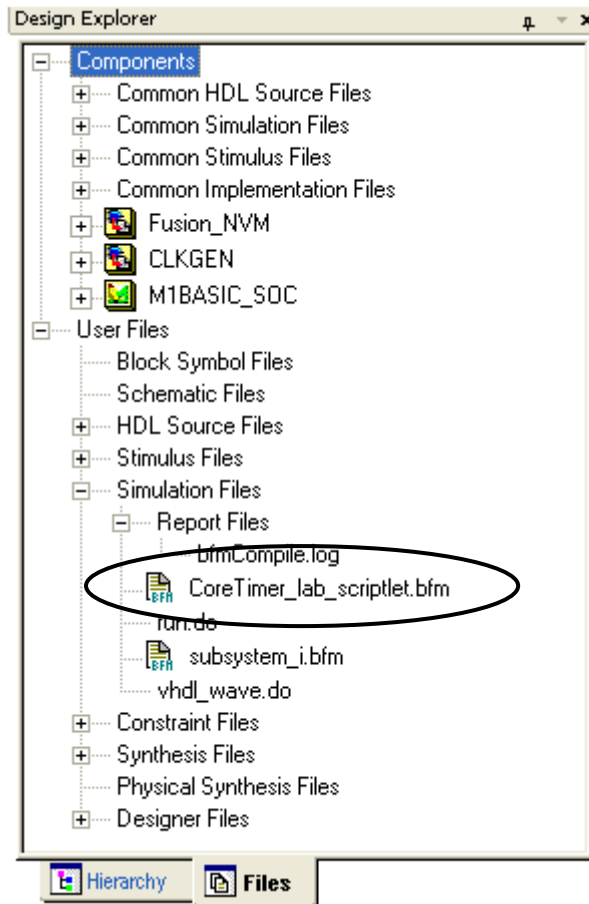 Design Explorer
Components
Common HDL Source Files
Common Simulation Files
Common Stimulus Files
Common Implementation Files
Fusion_NVM
CLKGEN
M1BASIC_SOC
User Files
Block Symbol Files
Schematic Files
HDL Source Files
Stimulus Files
Simulation Files
Report Files
bfmCompile.log
BFM CoreTimer_lab_scriptlet.bfm
run.do
BFM subsystem_i.bfm
vhdl_wave.do
Constraint Files
Synthesis Files
Physical Synthesis Files
Designer Files
Hierarchy Files